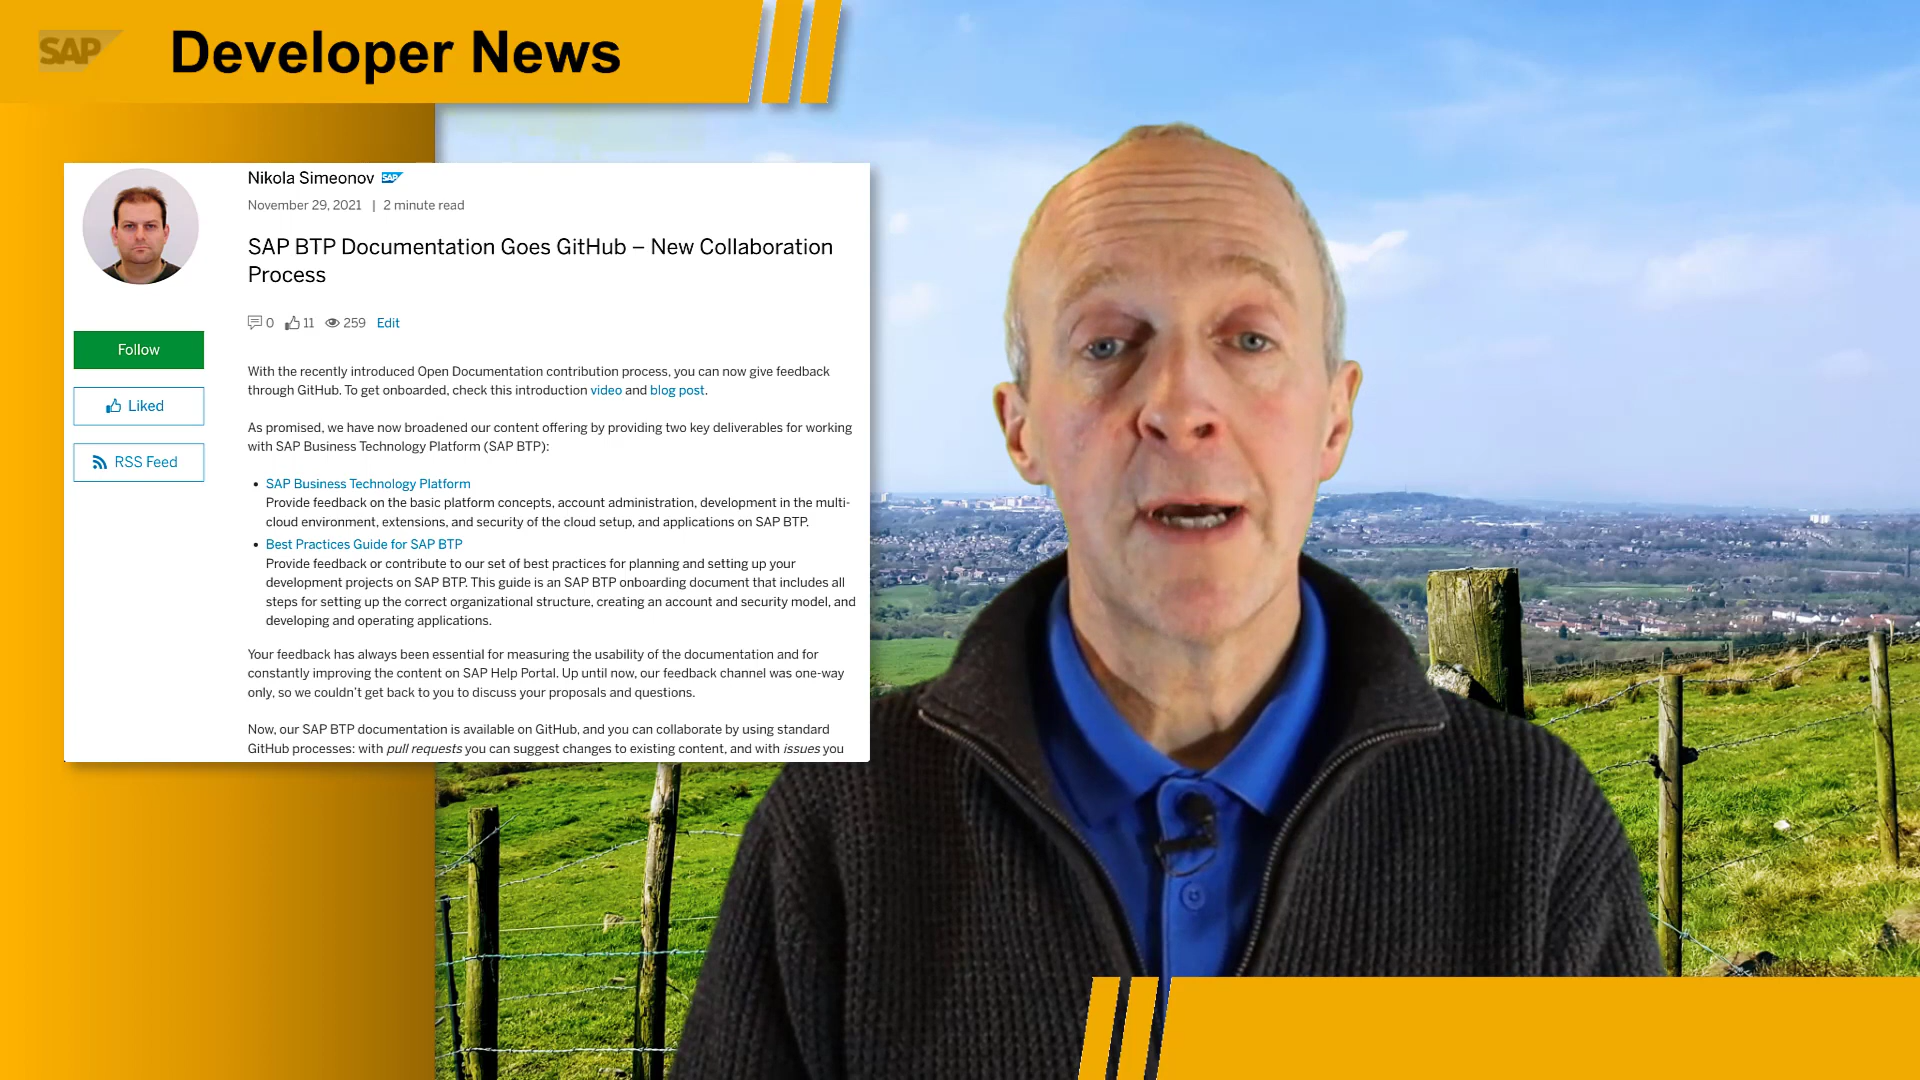 SAP Developer News
Nikola Simeonov SAP
November 29, 2021 | 2 minute read
SAP BTP Documentation Goes GitHub – New Collaboration
Process
0 11 259 Edit
Follow
Liked
RSS Feed
With the recently introduced Open Documentation contribution process, you can now give feedback
through GitHub. To get onboarded, check this introduction video and blog post.
As promised, we have now broadened our content offering by providing two key deliverables for working
with SAP Business Technology Platform (SAP BTP):
• SAP Business Technology Platform
Provide feedback on the basic platform concepts, account administration, development in the multi-
cloud environment, extensions, and security of the cloud setup, and applications on SAP BTP.
• Best Practices Guide for SAP BTP
Provide feedback or contribute to our set of best practices for planning and setting up your
development projects on SAP BTP. This guide is an SAP BTP onboarding document that includes all
steps for setting up the correct organizational structure, creating an account and security model, and
developing and operating applications.
Your feedback has always been essential for measuring the usability of the documentation and for
constantly improving the content on SAP Help Portal. Up until now, our feedback channel was one-way
only, so we couldn't get back to you to discuss your proposals and questions.
Now, our SAP BTP documentation is available on GitHub, and you can collaborate by using standard
GitHub processes: with pull requests you can suggest changes to existing content, and with issues you